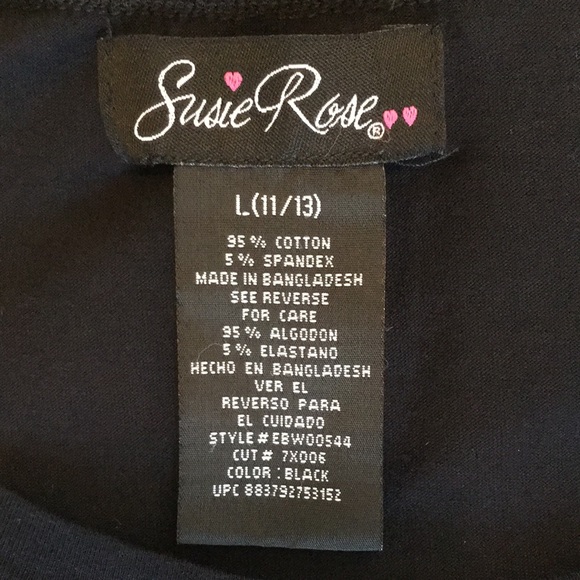 Susie Rose®
L(11/13)
95% COTTON
5% SPANDEX
MADE IN BANGLADESH
SEE REVERSE
FOR CARE
95% ALGODON
5% ELASTANO
HECHO EN BANGLADESH
VER EL
REVERSO PARA
EL CUIDADO
STYLE#EBW00544
CUT# 7X006
COLOR:BLACK
UPC 883792753152